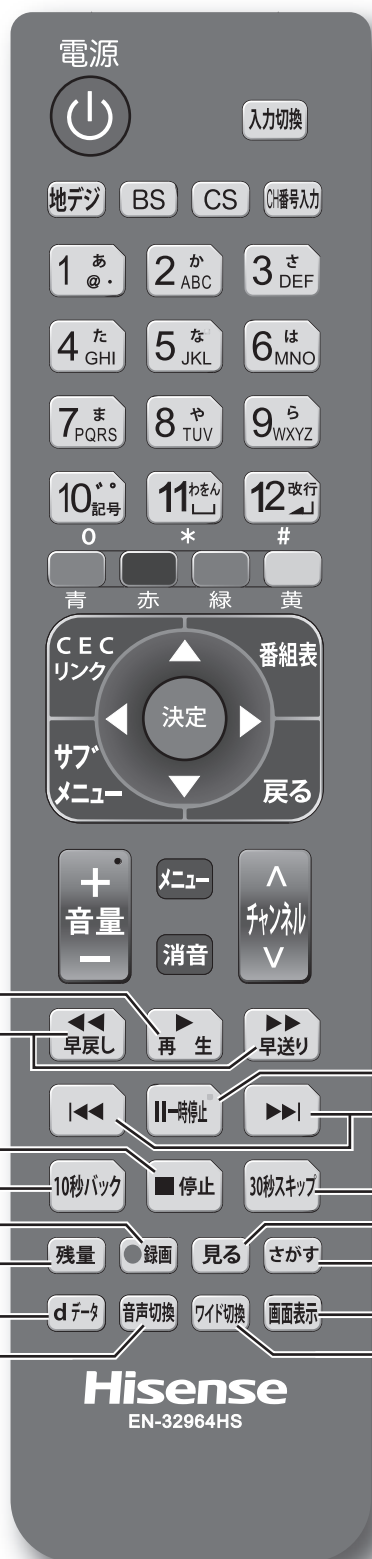 電源
入力切換
地デジ BS CS CH番号入力
1 あ @. 2 か ABC 3 さ DEF
4 た GHI 5 な JKL 6 は MNO
7 ま PQRS 8 や TUV 9 ら WXYZ
10 ゛゜ 記号 11 わをん 12 改行
0 * #
青 赤 緑 黄
CEC リンク 番組表
決定
サブメニュー 戻る
+ 音量 − メニュー ∧ チャンネル ∨
消音
◀◀ 早戻し ▶ 再生 ▶▶ 早送り
|◀◀ II一時停止 ▶▶|
10秒バック ■停止 30秒スキップ
残量 ●録画 見る さがす
dデータ 音声切換 ワイド切換 画面表示
Hisense
EN-32964HS